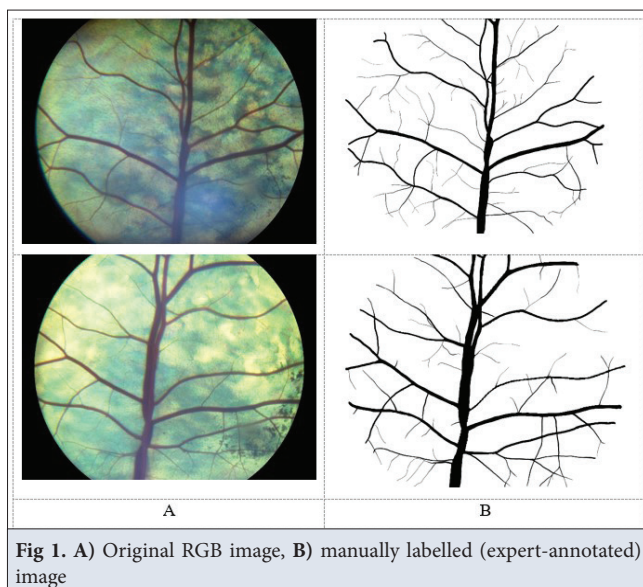 A
B
Fig 1. A) Original RGB image, B) manually labelled (expert-annotated)
image